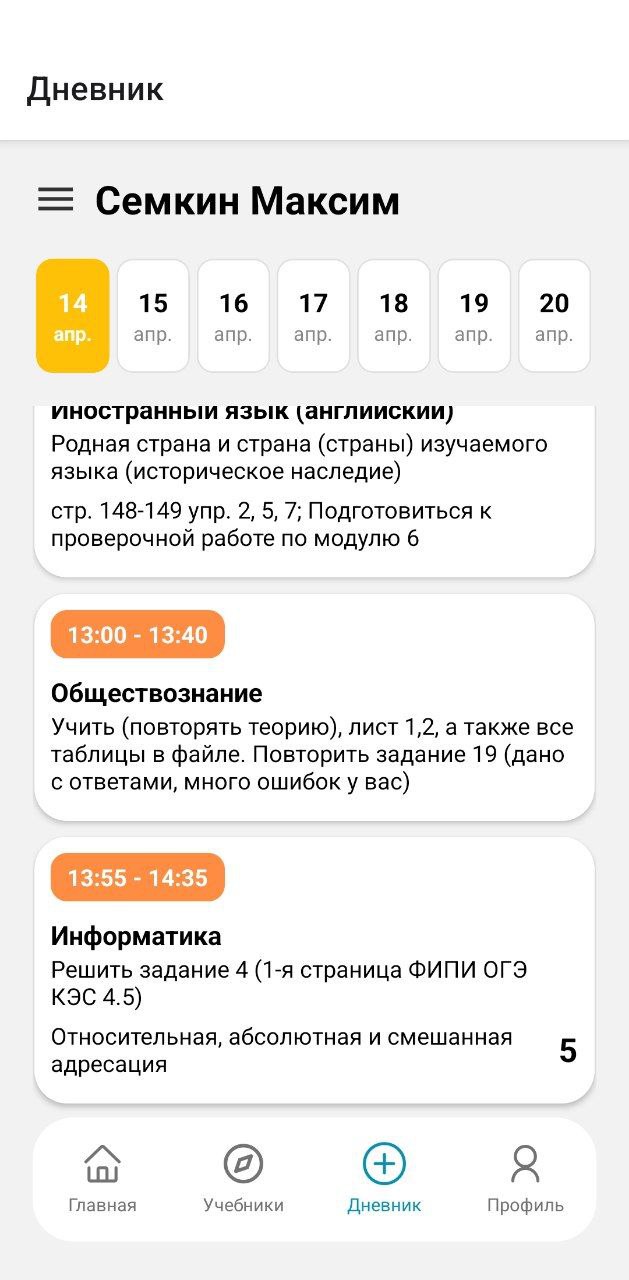 Дневник
Семкин Максим
14
апр.
15
апр.
16
апр.
17
апр.
18
апр.
19
апр.
20
апр.
Иностранный язык (английский)
Родная страна и страна (страны) изучаемого
языка (историческое наследие)
стр. 148-149 упр. 2, 5, 7; Подготовиться к
проверочной работе по модулю 6
13:00 - 13:40
Обществознание
Учить (повторять теорию), лист 1,2, а также все
таблицы в файле. Повторить задание 19 (дано
с ответами, много ошибок у вас)
13:55 - 14:35
Информатика
Решить задание 4 (1-я страница ФИПИ ОГЭ
КЭС 4.5)
Относительная, абсолютная и смешанная
адресация
5
Главная
Учебники
Дневник
Профиль